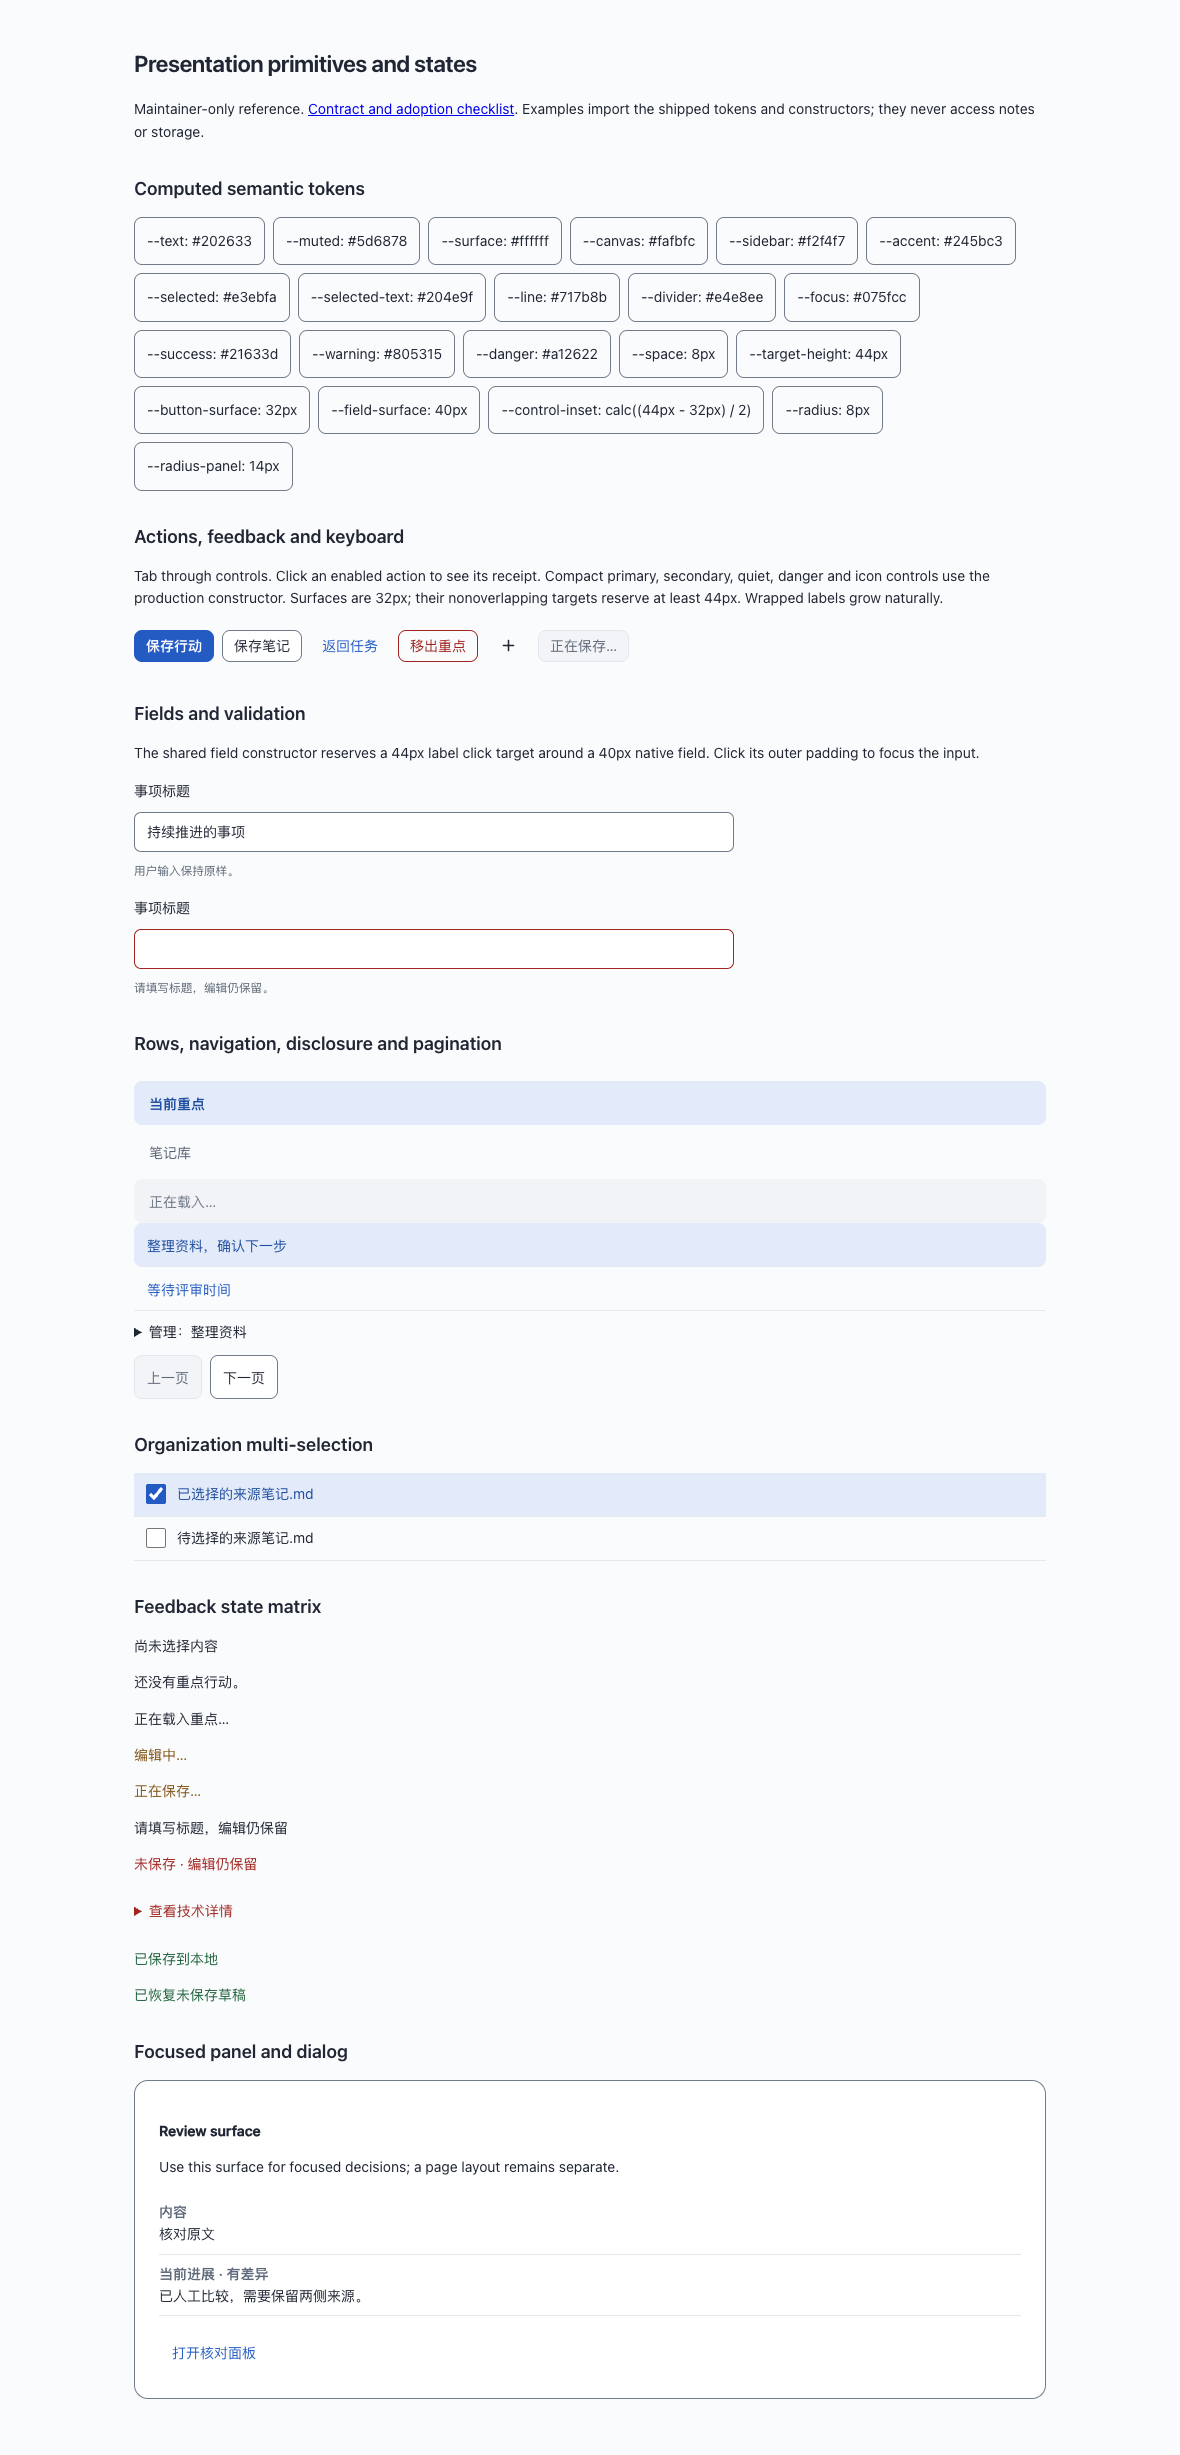 Presentation primitives and states
Maintainer-only reference. Contract and adoption checklist. Examples import the shipped tokens and constructors; they never access notes
or storage.
Computed semantic tokens
--text: #202633
--muted: #5d6878
--surface: #ffffff
--canvas: #fafbfc
--sidebar: #f2f4f7
--accent: #245bc3
--selected: #e3ebfa
--selected-text: #204e9f
--line: #717b8b
--divider: #e4e8ee
--focus: #075fcc
--success: #21633d
--warning: #805315
--danger: #a12622
--space: 8px
--target-height: 44px
--button-surface: 32px
--field-surface: 40px
--control-inset: calc((44px - 32px) / 2)
--radius: 8px
--radius-panel: 14px
Actions, feedback and keyboard
Tab through controls. Click an enabled action to see its receipt. Compact primary, secondary, quiet, danger and icon controls use the
production constructor. Surfaces are 32px; their nonoverlapping targets reserve at least 44px. Wrapped labels grow naturally.
保存行动
保存笔记
返回任务
移出重点
+
正在保存…
Fields and validation
The shared field constructor reserves a 44px label click target around a 40px native field. Click its outer padding to focus the input.
事项标题
持续推进的事项
用户输入保持原样。
事项标题
请填写标题，编辑仍保留。
Rows, navigation, disclosure and pagination
当前重点
笔记库
正在载入…
整理资料，确认下一步
等待评审时间
管理：整理资料
上一页
下一页
Organization multi-selection
已选择的来源笔记.md
待选择的来源笔记.md
Feedback state matrix
尚未选择内容
还没有重点行动。
正在载入重点…
编辑中…
正在保存…
请填写标题，编辑仍保留
未保存 · 编辑仍保留
查看技术详情
已保存到本地
已恢复未保存草稿
Focused panel and dialog
Review surface
Use this surface for focused decisions; a page layout remains separate.
内容
核对原文
当前进展 · 有差异
已人工比较，需要保留两侧来源。
打开核对面板